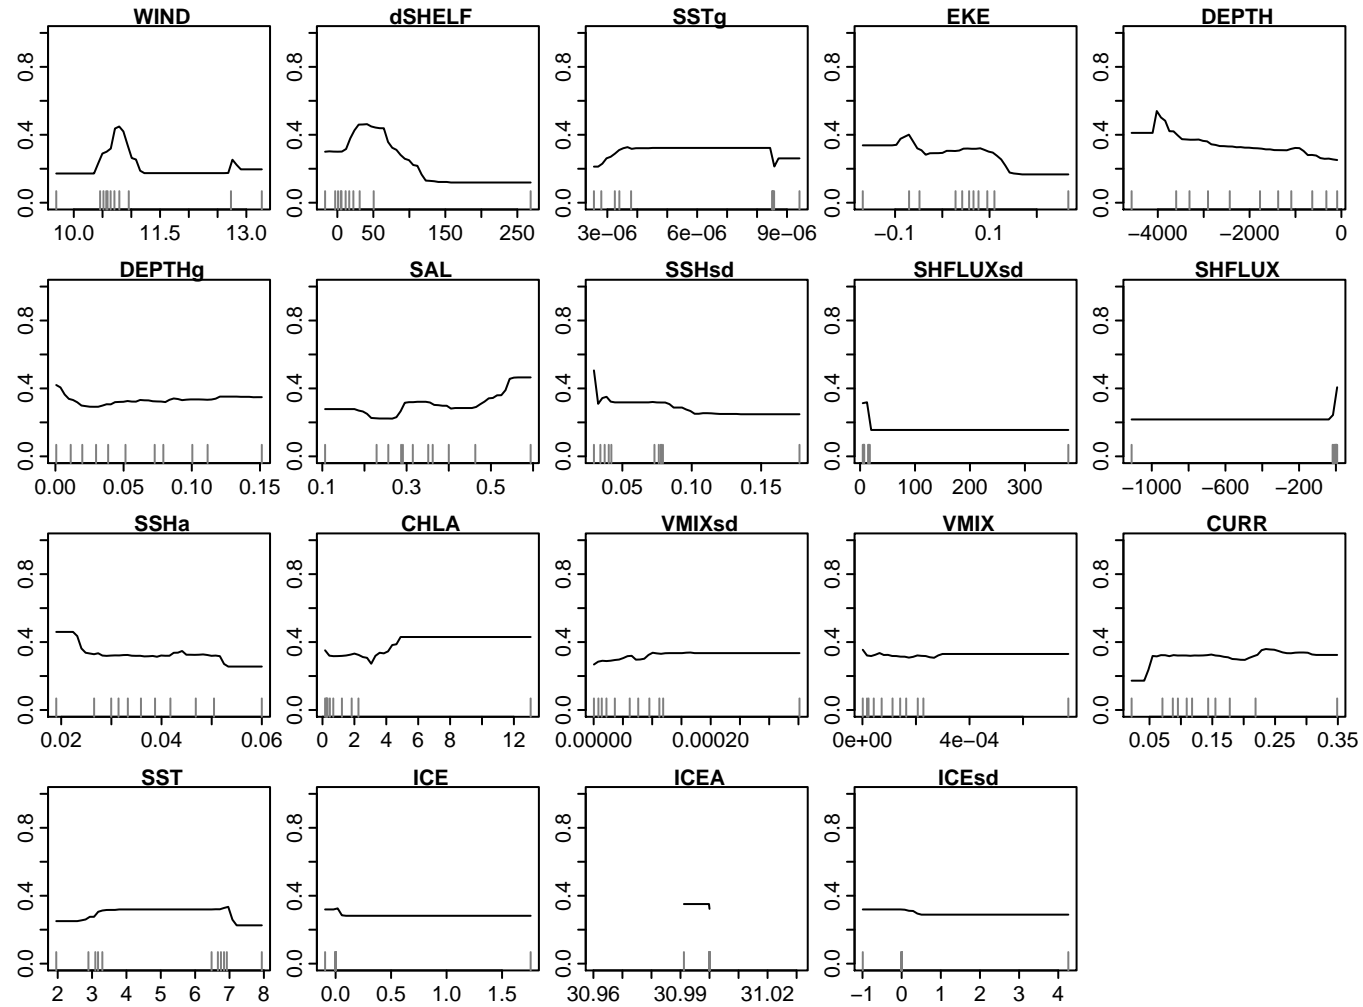 WIND dSHELF SSTg EKE DEPTH
0.0 0.4 0.8 0.0 0.4 0.8 0.0 0.4 0.8 0.0 0.4 0.8 0.0 0.4 0.8
10.0 11.5 13.0 0 50 150 250 3e−06 6e−06 9e−06 −0.1 0.1 −4000 −2000 0
DEPTHg SAL SSHsd SHFLUXsd SHFLUX
0.0 0.4 0.8 0.0 0.4 0.8 0.0 0.4 0.8 0.0 0.4 0.8 0.0 0.4 0.8
0.00 0.05 0.10 0.15 0.1 0.3 0.5 0.05 0.10 0.15 0 100 200 300 −1000 −600 −200
SSHa CHLA VMIXsd VMIX CURR
0.0 0.4 0.8 0.0 0.4 0.8 0.0 0.4 0.8 0.0 0.4 0.8 0.0 0.4 0.8
0.02 0.04 0.06 0 2 4 6 8 12 0.00000 0.00020 0e+00 4e−04 0.05 0.15 0.25 0.35
SST ICE ICEA ICEsd
0.0 0.4 0.8 0.0 0.4 0.8 0.0 0.4 0.8 0.0 0.4 0.8
2 3 4 5 6 7 8 0.0 0.5 1.0 1.5 30.96 30.99 31.02 −1 0 1 2 3 4